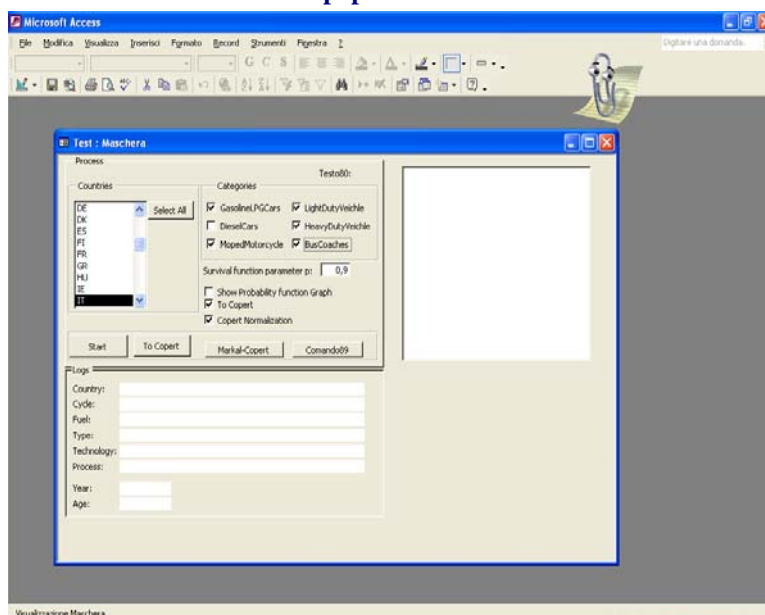 Microsoft Access
File Modifica Visualizza Inserisci Formato Record Strumenti Finestra ?
Digitare una domanda.
G C S
Test : Maschera
Process
Testo80:
Countries
Categories
DE
DK
ES
FI
FR
GR
HU
IE
IT
Select All
GasolineLPGCars
LightDutyVeichle
DieselCars
HeavyDutyVeichle
MopedMotorcycle
BusCoaches
Survival function parameter p: 0,9
Show Probability function Graph
To Copert
Copert Normalization
Start
To Copert
Markal-Copert
Comando89
Logs
Country:
Cycle:
Fuel:
Type:
Technology:
Process:
Year:
Age:
Visualizzazione Maschera